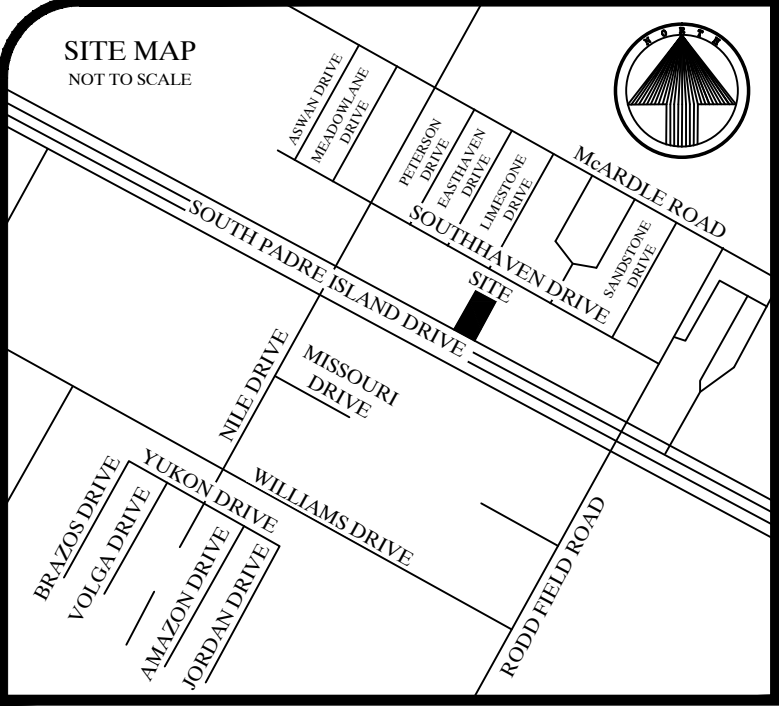 SITE MAP
NOT TO SCALE
NORTH
ASWAN DRIVE
MEADOWLANE
DRIVE
PETERSON
DRIVE
EASTHAVEN
DRIVE
LIMESTONE
DRIVE
McARDLE ROAD
SANDSTONE
DRIVE
SOUTHHAVEN DRIVE
SOUTH PADRE ISLAND DRIVE
SITE
NILE DRIVE
MISSOURI
DRIVE
YUKON DRIVE
WILLIAMS DRIVE
BRAZOS DRIVE
VOLGA DRIVE
AMAZON DRIVE
JORDAN DRIVE
RODD FIELD ROAD